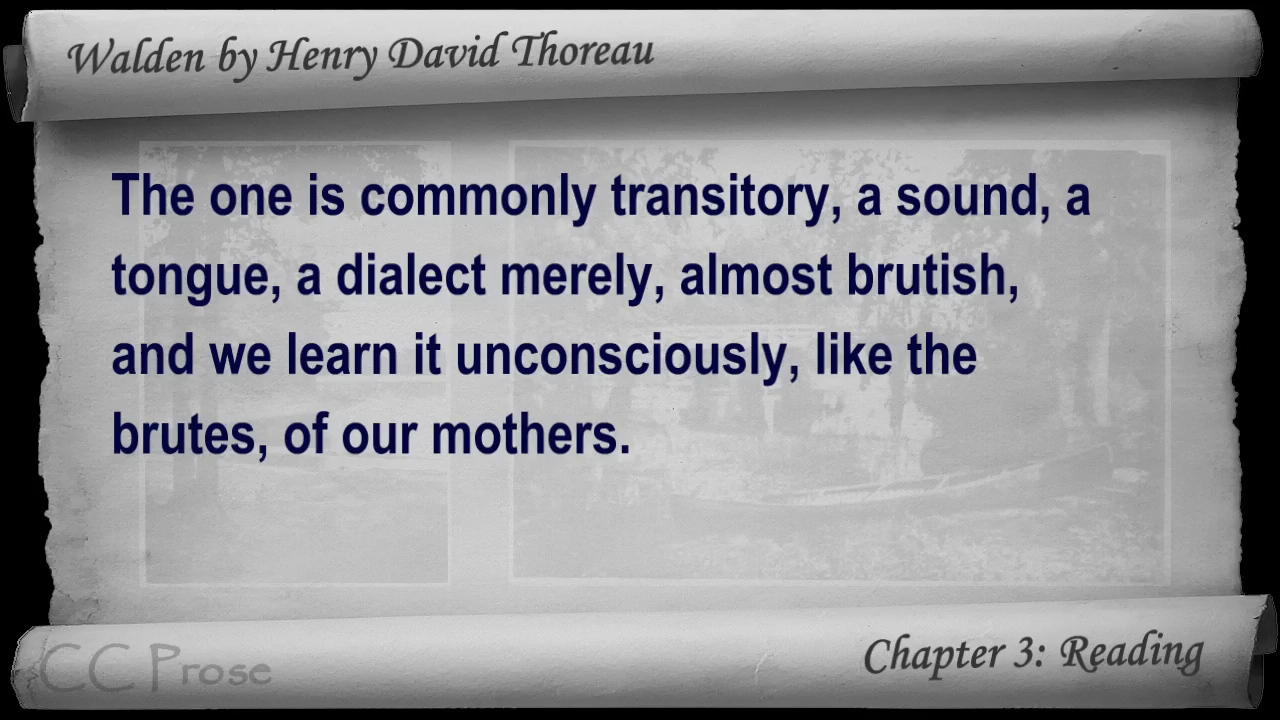 Walden by Henry David Thoreau
The one is commonly transitory, a sound, a
tongue, a dialect merely, almost brutish,
and we learn it unconsciously, like the
brutes, of our mothers.
CC Prose
Chapter 3: Reading